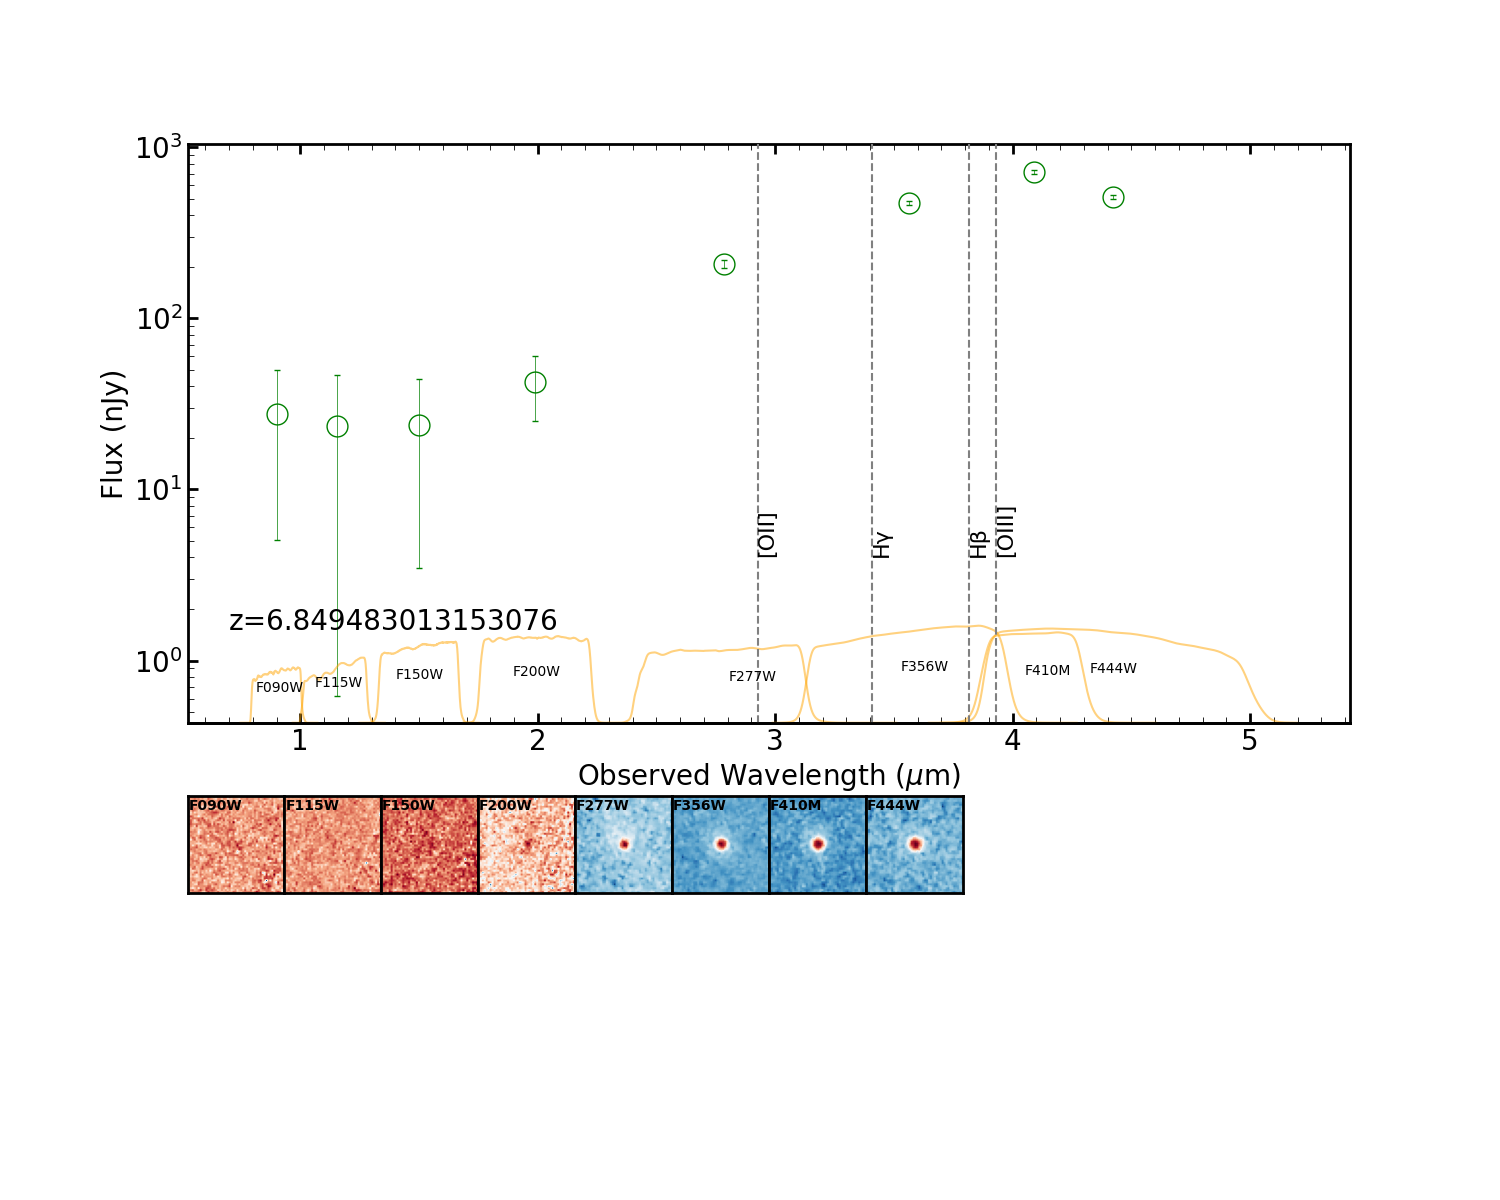 10³
10²
10¹
10⁰
Flux (nJy)
[OII]
Hγ
Hβ
[OIII]
z=6.849483013153076
F090W
F115W
F150W
F200W
F277W
F356W
F410M
F444W
1 2 3 4 5
Observed Wavelength (μm)
F090W F115W F150W F200W F277W F356W F410M F444W